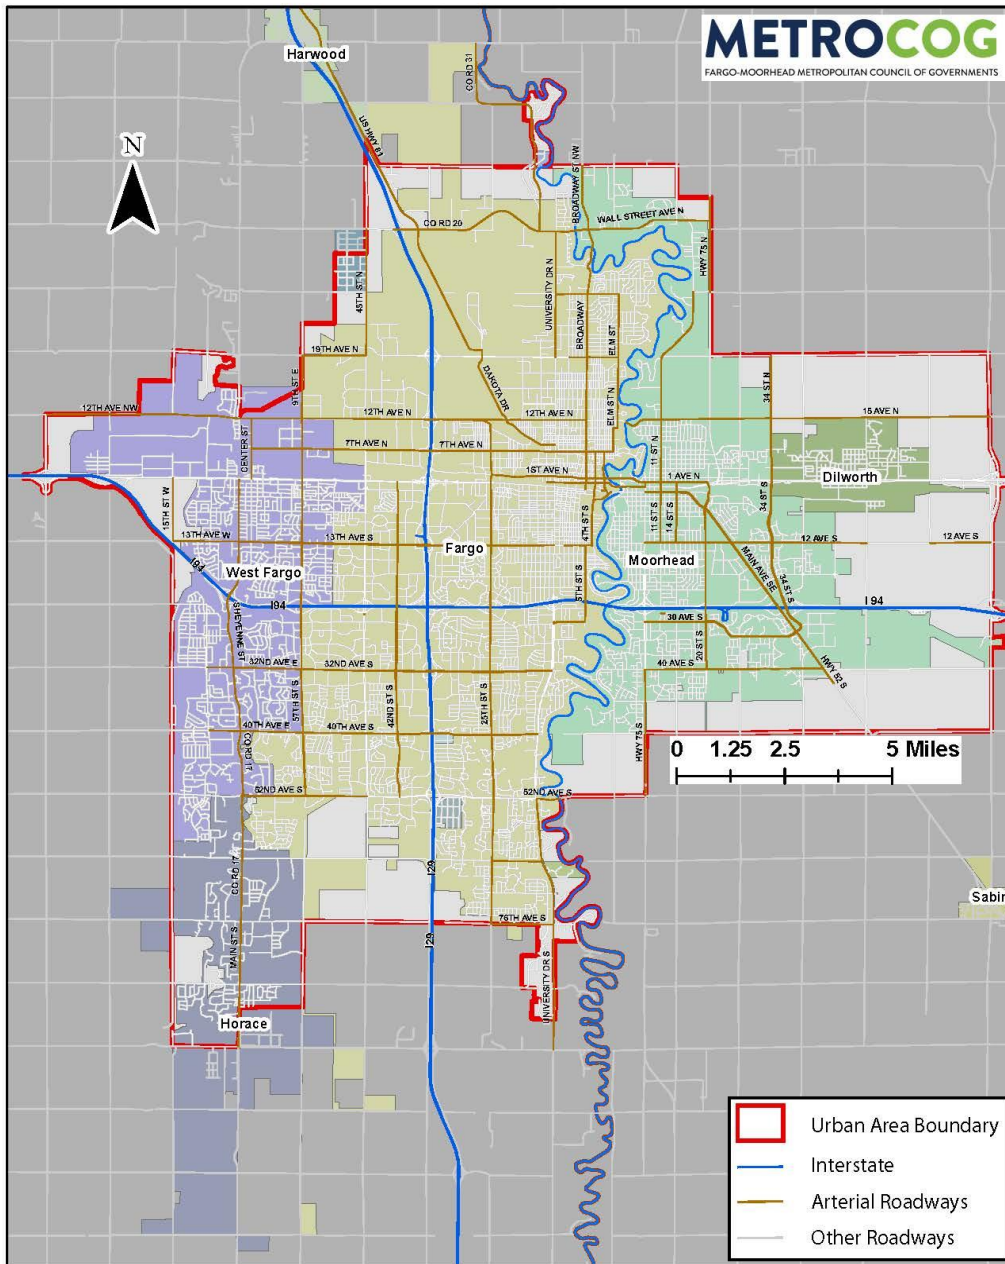 METROCOG
FARGO-MOORHEAD METROPOLITAN COUNCIL OF GOVERNMENTS
Harwood
CO RD 31
N
US HWY 81
BROADWAY ST NW
CO RD 20
WALL STREET AVE N
HWY 75 N
45TH ST N
UNIVERSITY DR N
BROADWAY
ELM ST
19TH AVE N
9TH ST E
DAKOTA DR
34 ST N
12TH AVE NW
12TH AVE N
12TH AVE N
ELM ST N
15 AVE N
CENTER ST
7TH AVE N
7TH AVE N
11 ST N
1ST AVE N
1 AVE N
Dilworth
15TH ST W
4TH ST S
11 ST S
14 ST S
34 ST S
13TH AVE W
13TH AVE S
Fargo
12 AVE S
12 AVE S
Moorhead
MAIN AVE SE
I94
West Fargo
5TH ST S
34 ST S
I94
I 94
SHEYENNE ST
30 AVE S
20 ST S
32ND AVE E
32ND AVE S
40 AVE S
HWY 52 S
57TH ST S
42ND ST S
25TH ST S
40TH AVE E
40TH AVE S
HWY 75 S
CO RD 17
0 1.25 2.5 5 Miles
52ND AVE S
52ND AVE S
CO RD 17
I29
Sabin
76TH AVE S
MAIN ST S
I29
UNIVERSITY DR S
Horace
Urban Area Boundary
Interstate
Arterial Roadways
Other Roadways